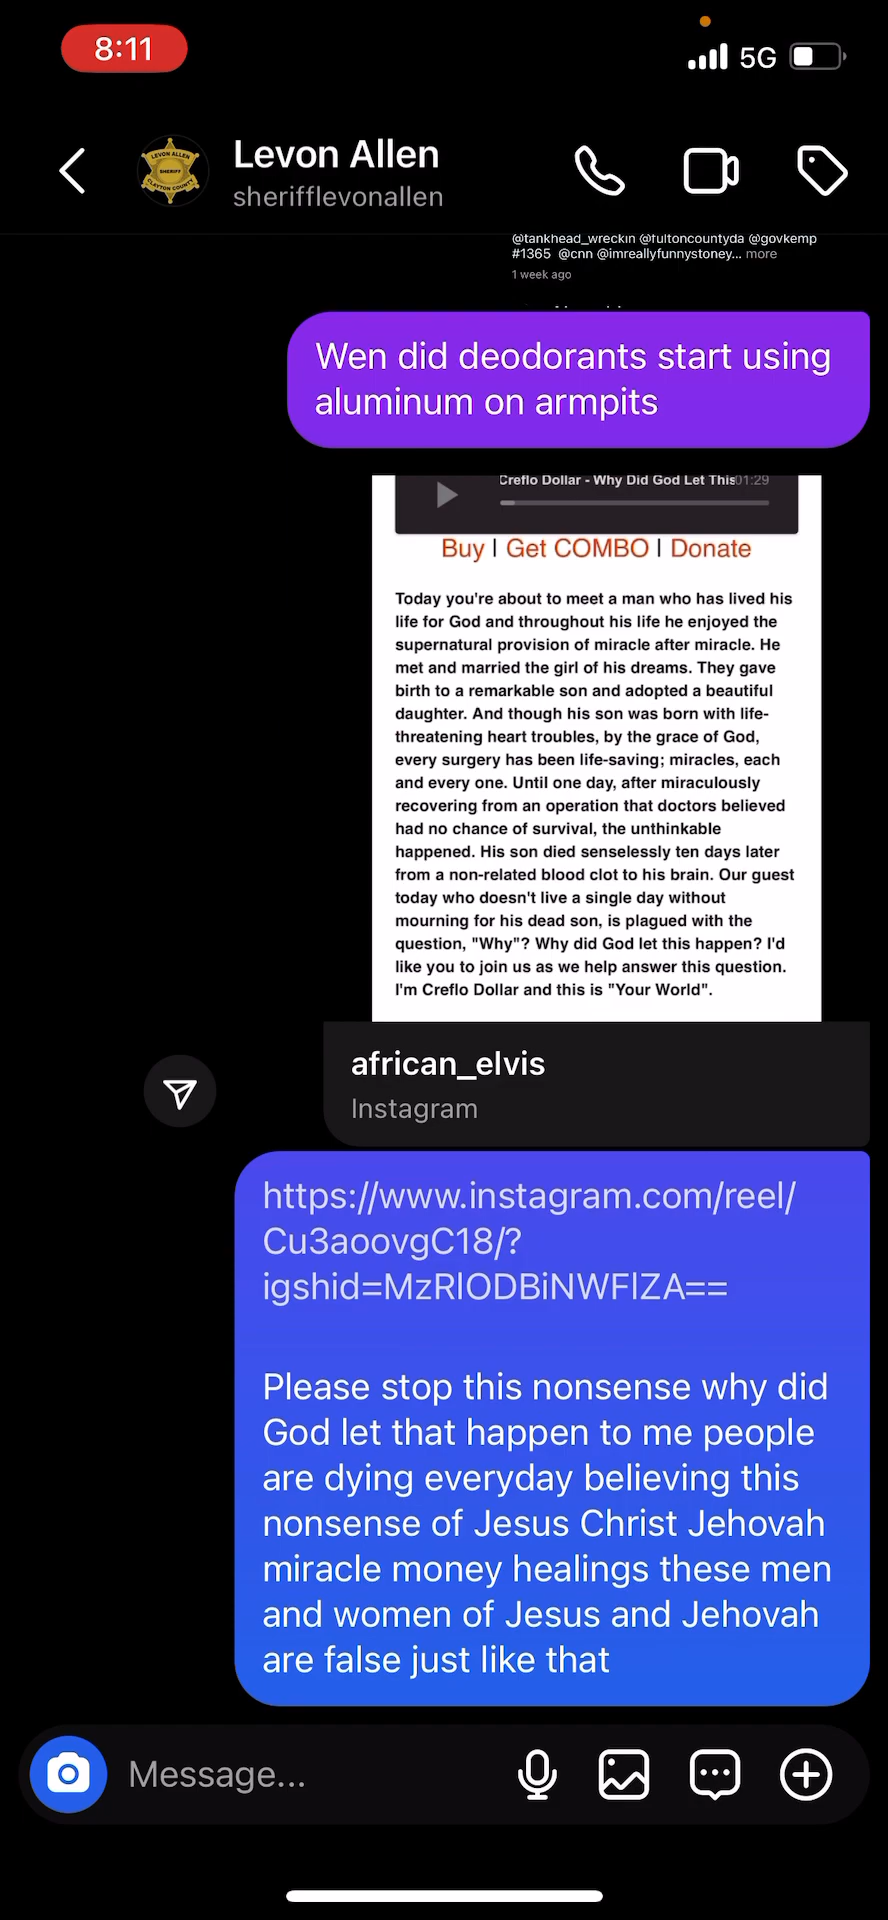 8:11
5G
Levon Allen
sherifflevonallen
LEVON ALLEN
SHERIFF
CLAYTON COUNTY
@tankhead_wreckin @fultoncountyda @govkemp
#1365 @cnn @imreallyfunnystoney... more
1 week ago
Wen did deodorants start using
aluminum on armpits
Creflo Dollar - Why Did God Let This 01:29
Buy | Get COMBO | Donate
Today you're about to meet a man who has lived his
life for God and throughout his life he enjoyed the
supernatural provision of miracle after miracle. He
met and married the girl of his dreams. They gave
birth to a remarkable son and adopted a beautiful
daughter. And though his son was born with life-
threatening heart troubles, by the grace of God,
every surgery has been life-saving; miracles, each
and every one. Until one day, after miraculously
recovering from an operation that doctors believed
had no chance of survival, the unthinkable
happened. His son died senselessly ten days later
from a non-related blood clot to his brain. Our guest
today who doesn't live a single day without
mourning for his dead son, is plagued with the
question, "Why"? Why did God let this happen? I'd
like you to join us as we help answer this question.
I'm Creflo Dollar and this is "Your World".
african_elvis
Instagram
https://www.instagram.com/reel/
Cu3aoovgC18/?
igshid=MzRlODBiNWFlZA==
Please stop this nonsense why did
God let that happen to me people
are dying everyday believing this
nonsense of Jesus Christ Jehovah
miracle money healings these men
and women of Jesus and Jehovah
are false just like that
Message...